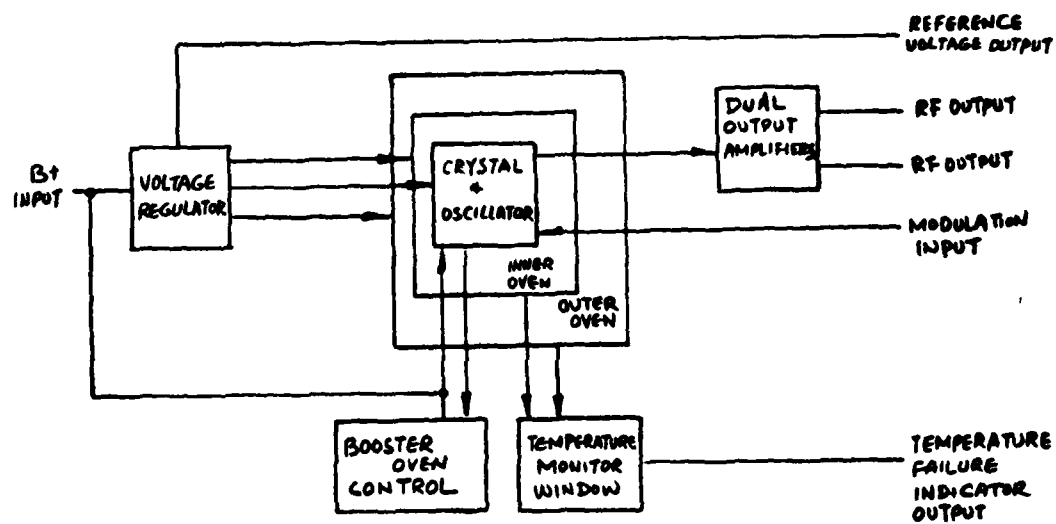 REFERENCE
VOLTAGE OUTPUT
DUAL
OUTPUT
AMPLIFIERS
RF OUTPUT
RF OUTPUT
B+
INPUT
VOLTAGE
REGULATOR
CRYSTAL
+
OSCILLATOR
MODULATION
INPUT
INNER
OVEN
OUTER
OVEN
BOOSTER
OVEN
CONTROL
TEMPERATURE
MONITOR
WINDOW
TEMPERATURE
FAILURE
INDICATOR
OUTPUT